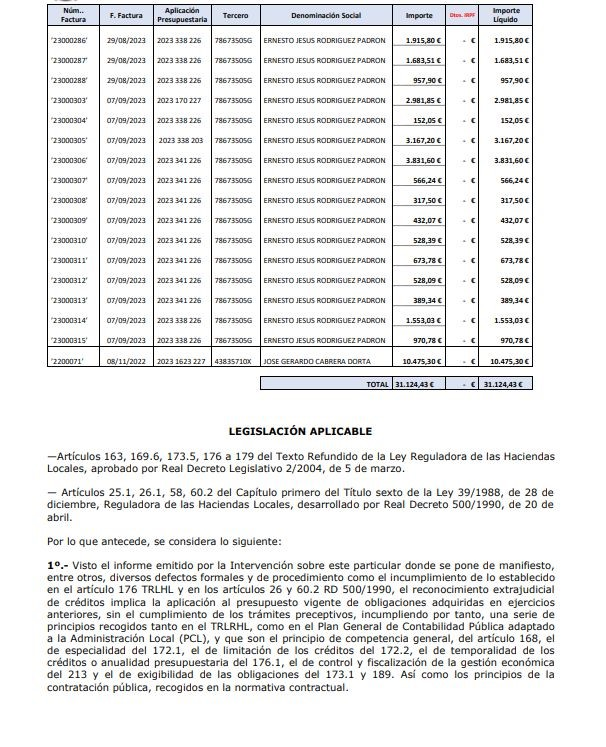 Núm.. Factura F. Factura Aplicación Presupuestaria Tercero Denominación Social Importe Dtos. IRPF Importe Líquido
'23000286' 29/08/2023 2023 338 226 78673505G ERNESTO JESUS RODRIGUEZ PADRON 1.915,80 € - € 1.915,80 €
'23000287' 29/08/2023 2023 338 226 78673505G ERNESTO JESUS RODRIGUEZ PADRON 1.683,51 € - € 1.683,51 €
'23000288' 29/08/2023 2023 338 226 78673505G ERNESTO JESUS RODRIGUEZ PADRON 957,90 € - € 957,90 €
'23000303' 07/09/2023 2023 170 227 78673505G ERNESTO JESUS RODRIGUEZ PADRON 2.981,85 € - € 2.981,85 €
'23000304' 07/09/2023 2023 338 226 78673505G ERNESTO JESUS RODRIGUEZ PADRON 152,05 € - € 152,05 €
'23000305' 07/09/2023 2023 338 203 78673505G ERNESTO JESUS RODRIGUEZ PADRON 3.167,20 € - € 3.167,20 €
'23000306' 07/09/2023 2023 341 226 78673505G ERNESTO JESUS RODRIGUEZ PADRON 3.831,60 € - € 3.831,60 €
'23000307' 07/09/2023 2023 341 226 78673505G ERNESTO JESUS RODRIGUEZ PADRON 566,24 € - € 566,24 €
'23000308' 07/09/2023 2023 341 226 78673505G ERNESTO JESUS RODRIGUEZ PADRON 317,50 € - € 317,50 €
'23000309' 07/09/2023 2023 341 226 78673505G ERNESTO JESUS RODRIGUEZ PADRON 432,07 € - € 432,07 €
'23000310' 07/09/2023 2023 341 226 78673505G ERNESTO JESUS RODRIGUEZ PADRON 528,39 € - € 528,39 €
'23000311' 07/09/2023 2023 341 226 78673505G ERNESTO JESUS RODRIGUEZ PADRON 673,78 € - € 673,78 €
'23000312' 07/09/2023 2023 341 226 78673505G ERNESTO JESUS RODRIGUEZ PADRON 528,09 € - € 528,09 €
'23000313' 07/09/2023 2023 341 226 78673505G ERNESTO JESUS RODRIGUEZ PADRON 389,34 € - € 389,34 €
'23000314' 07/09/2023 2023 338 226 78673505G ERNESTO JESUS RODRIGUEZ PADRON 1.553,03 € - € 1.553,03 €
'23000315' 07/09/2023 2023 338 226 78673505G ERNESTO JESUS RODRIGUEZ PADRON 970,78 € - € 970,78 €
'2200071' 08/11/2022 2023 1623 227 43835710X JOSE GERARDO CABRERA DORTA 10.475,30 € - € 10.475,30 €
TOTAL 31.124,43 € - € 31.124,43 €
LEGISLACIÓN APLICABLE
—Artículos 163, 169.6, 173.5, 176 a 179 del Texto Refundido de la Ley Reguladora de las Haciendas
Locales, aprobado por Real Decreto Legislativo 2/2004, de 5 de marzo.
— Artículos 25.1, 26.1, 58, 60.2 del Capítulo primero del Título sexto de la Ley 39/1988, de 28 de
diciembre, Reguladora de las Haciendas Locales, desarrollado por Real Decreto 500/1990, de 20 de
abril.
Por lo que antecede, se considera lo siguiente:
1º.- Visto el informe emitido por la Intervención sobre este particular donde se pone de manifiesto,
entre otros, diversos defectos formales y de procedimiento como el incumplimiento de lo establecido
en el artículo 176 TRLHL y en los artículos 26 y 60.2 RD 500/1990, el reconocimiento extrajudicial
de créditos implica la aplicación al presupuesto vigente de obligaciones adquiridas en ejercicios
anteriores, sin el cumplimiento de los trámites preceptivos, incumpliendo por tanto, una serie de
principios recogidos tanto en el TRLRHL, como en el Plan General de Contabilidad Pública adaptado
a la Administración Local (PCL), y que son el principio de competencia general, del artículo 168, el
de especialidad del 172.1, el de limitación de los créditos del 172.2, el de temporalidad de los
créditos o anualidad presupuestaria del 176.1, el de control y fiscalización de la gestión económica
del 213 y el de exigibilidad de las obligaciones del 173.1 y 189. Así como los principios de la
contratación pública, recogidos en la normativa contractual.